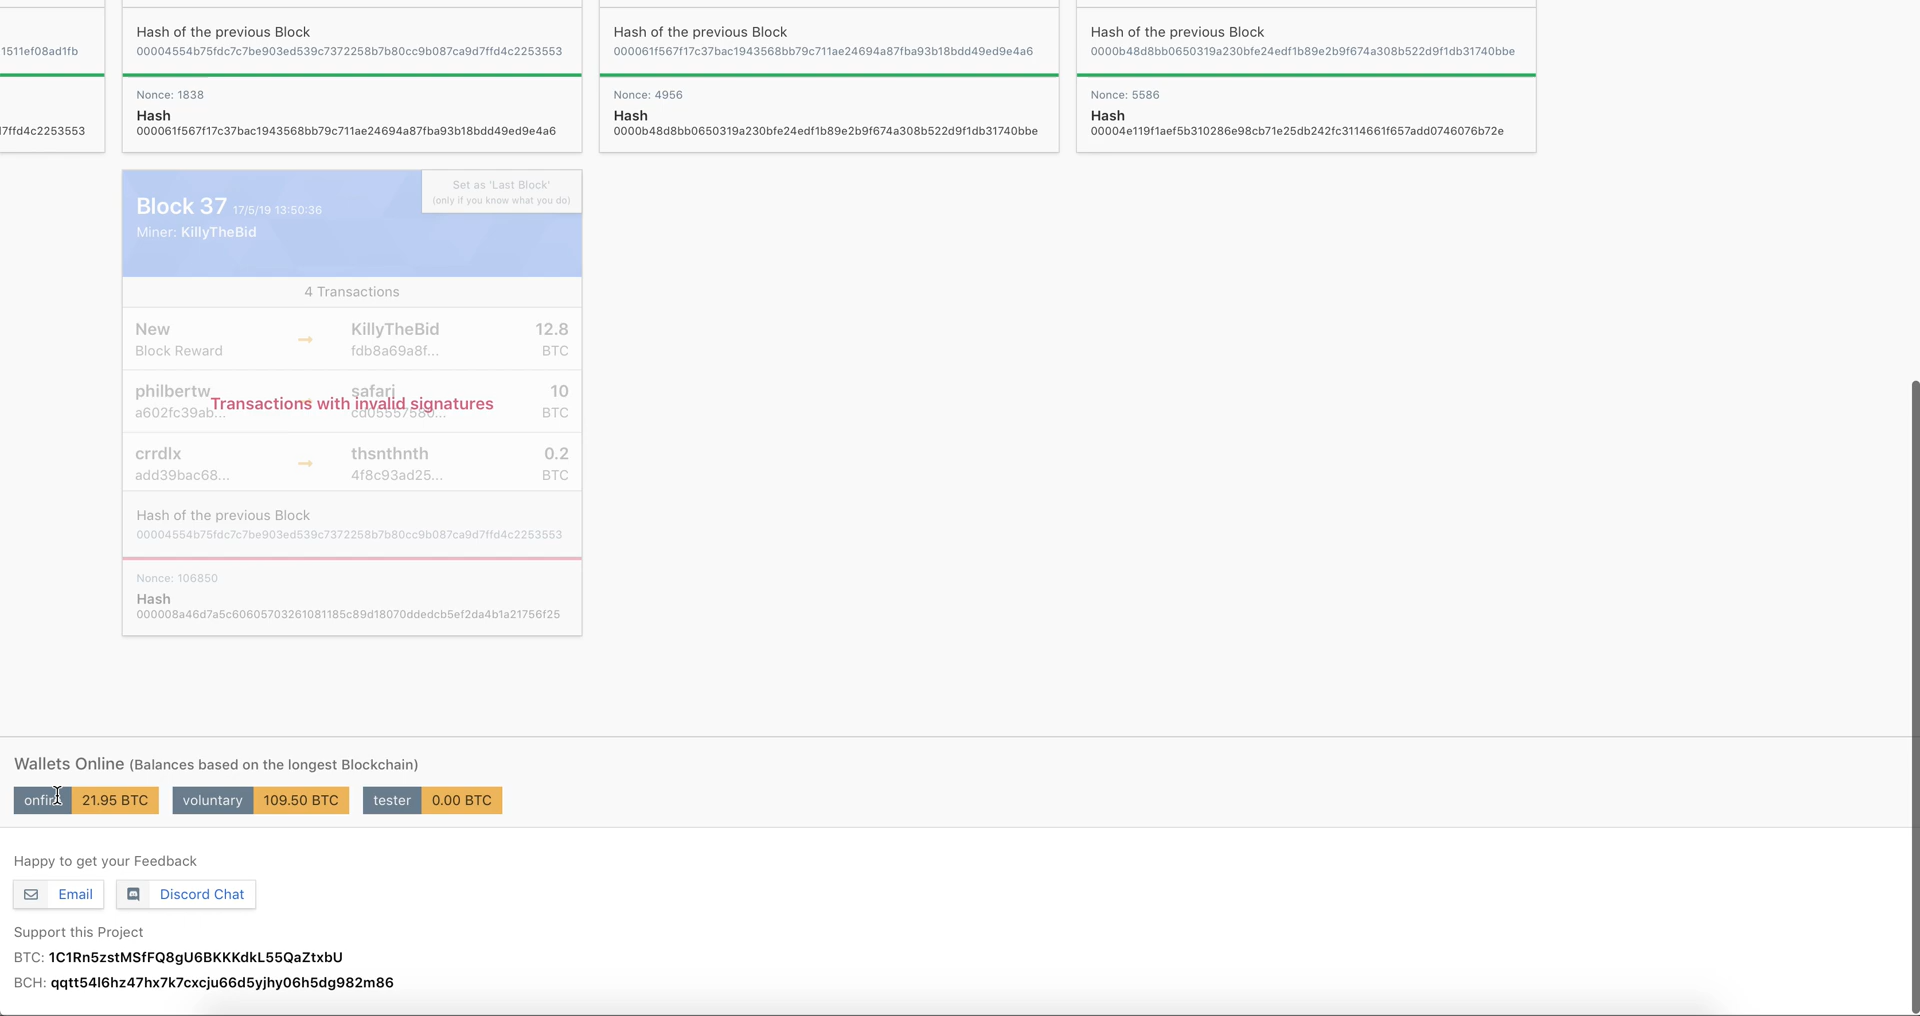 Hash of the previous Block
1511ef08ad1fb
00004554b75fdc7c7be903ed539c7372258b7b80cc9b087ca9d7ffd4c2253553
Nonce: 1838
Hash
7ffd4c2253553
000061f567f17c37bac1943568bb79c711ae24694a87fba93b18bdd49ed9e4a6
Hash of the previous Block
000061f567f17c37bac1943568bb79c711ae24694a87fba93b18bdd49ed9e4a6
Nonce: 4956
Hash
0000b48d8bb0650319a230bfe24edf1b89e2b9f674a308b522d9f1db31740bbe
Hash of the previous Block
0000b48d8bb0650319a230bfe24edf1b89e2b9f674a308b522d9f1db31740bbe
Nonce: 5586
Hash
00004e119f1aef5b310286e98cb71e25db242fc3114661f657add0746076b72e
Block 37 17/5/19 13:50:36
Miner: KillyTheBid
Set as 'Last Block'
(only if you know what you do)
4 Transactions
New KillyTheBid 12.8
Block Reward fdb8a69a8f... BTC
philbertw safari 10
Transactions with invalid signatures
a602fc39ab... BTC
crrdlx thsnthnth 0.2
add39bac68... 4f8c93ad25... BTC
Hash of the previous Block
00004554b75fdc7c7be903ed539c7372258b7b80cc9b087ca9d7ffd4c2253553
Nonce: 106850
Hash
000008a46d7a5c60605703261081185c89d18070ddedcb5ef2da4b1a21756f25
Wallets Online (Balances based on the longest Blockchain)
21.95 BTC voluntary 109.50 BTC tester 0.00 BTC
Happy to get your Feedback
Email Discord Chat
Support this Project
BTC: 1C1Rn5zstMSfFQ8gU6BKKKdkL55QaZtxbU
BCH: qqtt54l6hz47hx7k7cxcju66d5yjhy06h5dg982m86